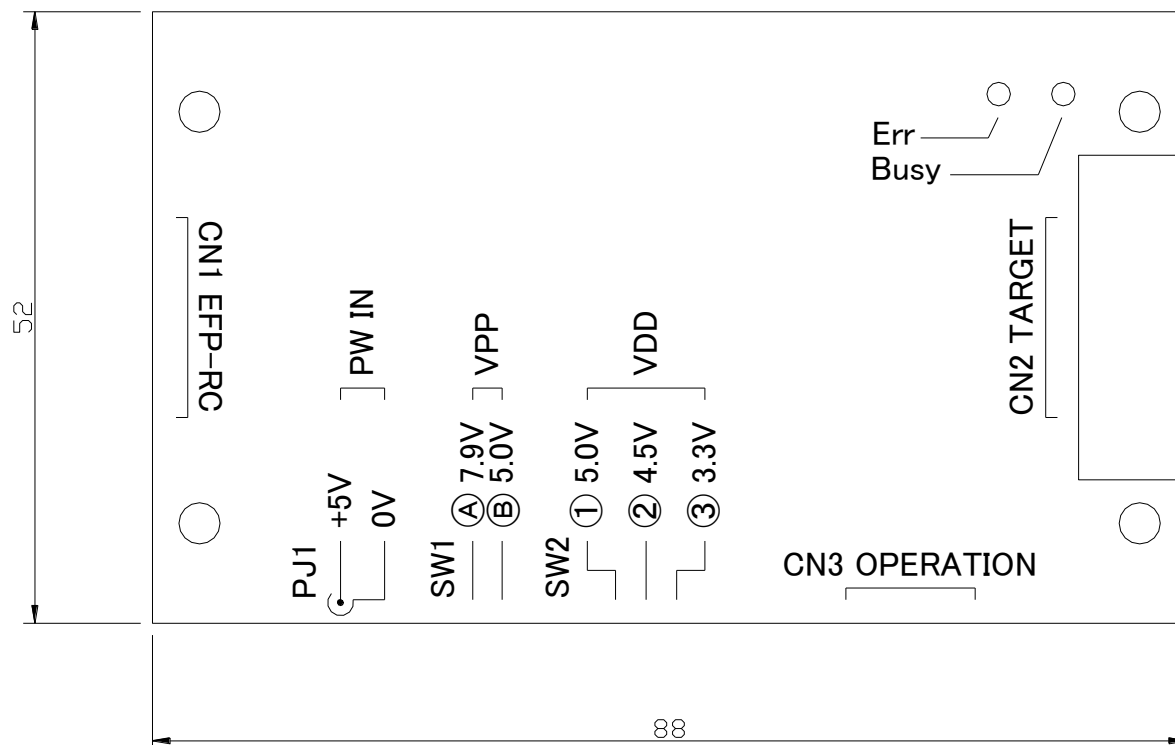 Err
Busy
CN1 EFP-RC
PW IN
VPP
VDD
CN2 TARGET
52
+5V
0V
Ⓐ 7.9V
Ⓑ 5.0V
① 5.0V
② 4.5V
③ 3.3V
PJ1
SW1
SW2
CN3 OPERATION
88